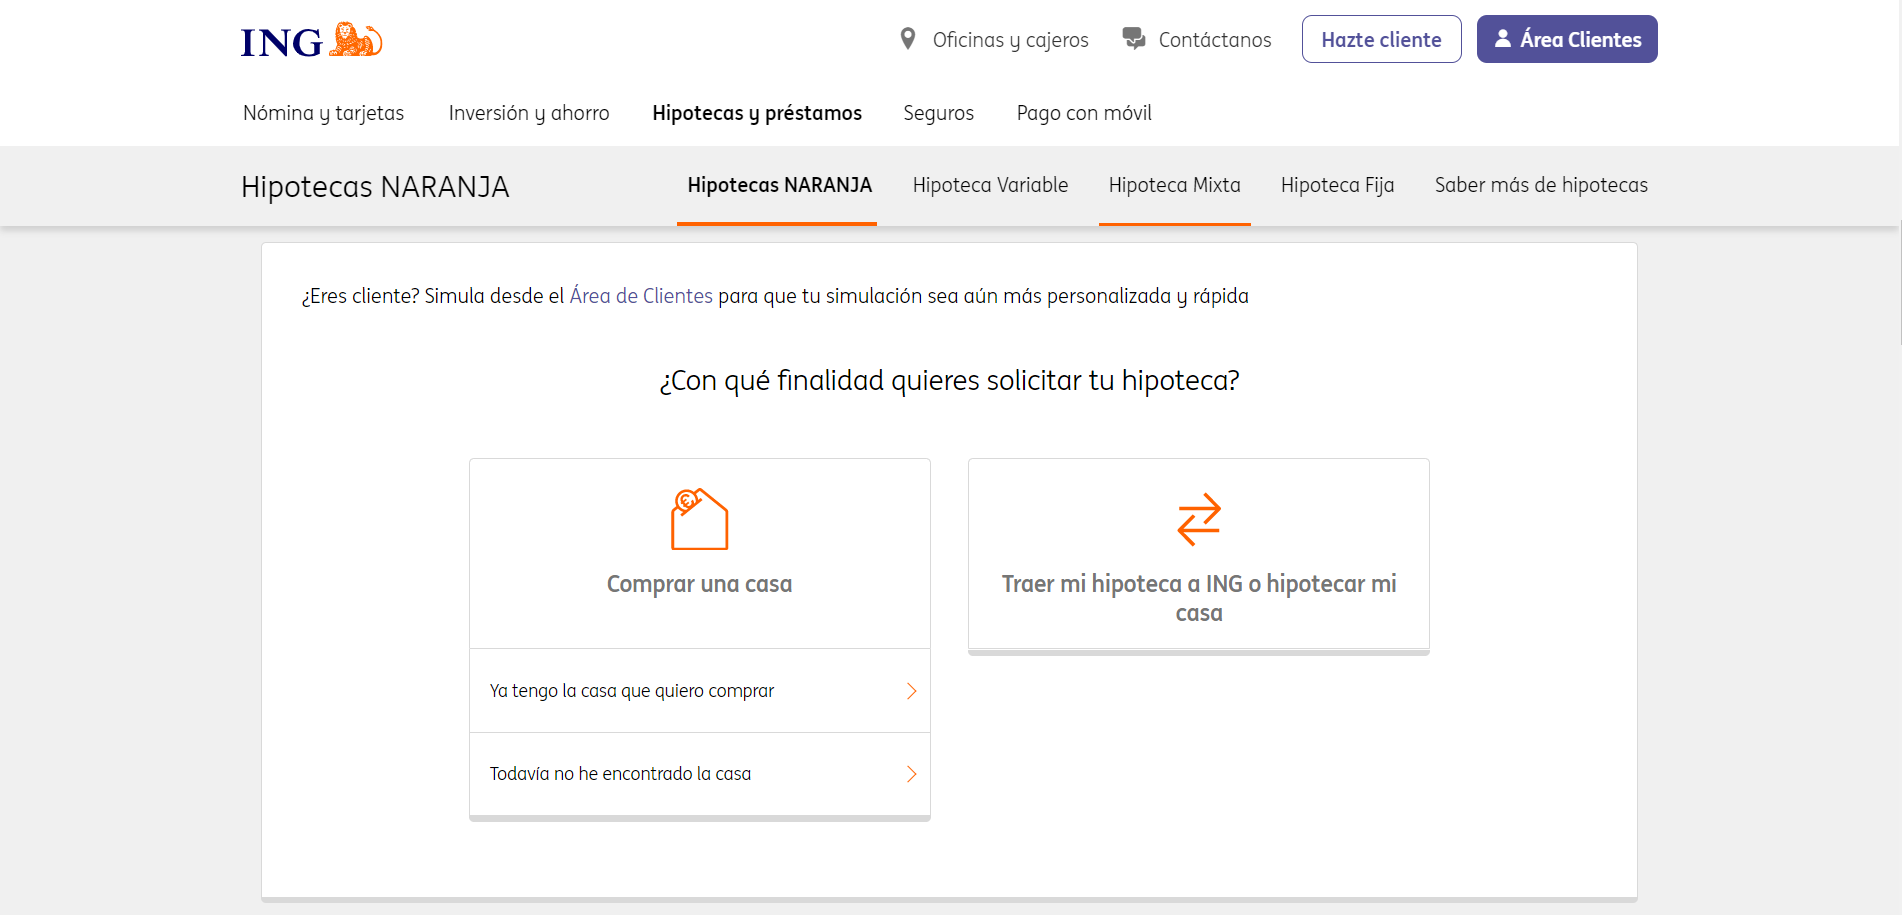 ING
Oficinas y cajeros
Contáctanos
Hazte cliente
Área Clientes
Nómina y tarjetas
Inversión y ahorro
Hipotecas y préstamos
Seguros
Pago con móvil
Hipotecas NARANJA
Hipotecas NARANJA
Hipoteca Variable
Hipoteca Mixta
Hipoteca Fija
Saber más de hipotecas
¿Eres cliente? Simula desde el Área de Clientes para que tu simulación sea aún más personalizada y rápida
¿Con qué finalidad quieres solicitar tu hipoteca?
Comprar una casa
Ya tengo la casa que quiero comprar
Todavía no he encontrado la casa
Traer mi hipoteca a ING o hipotecar mi
casa